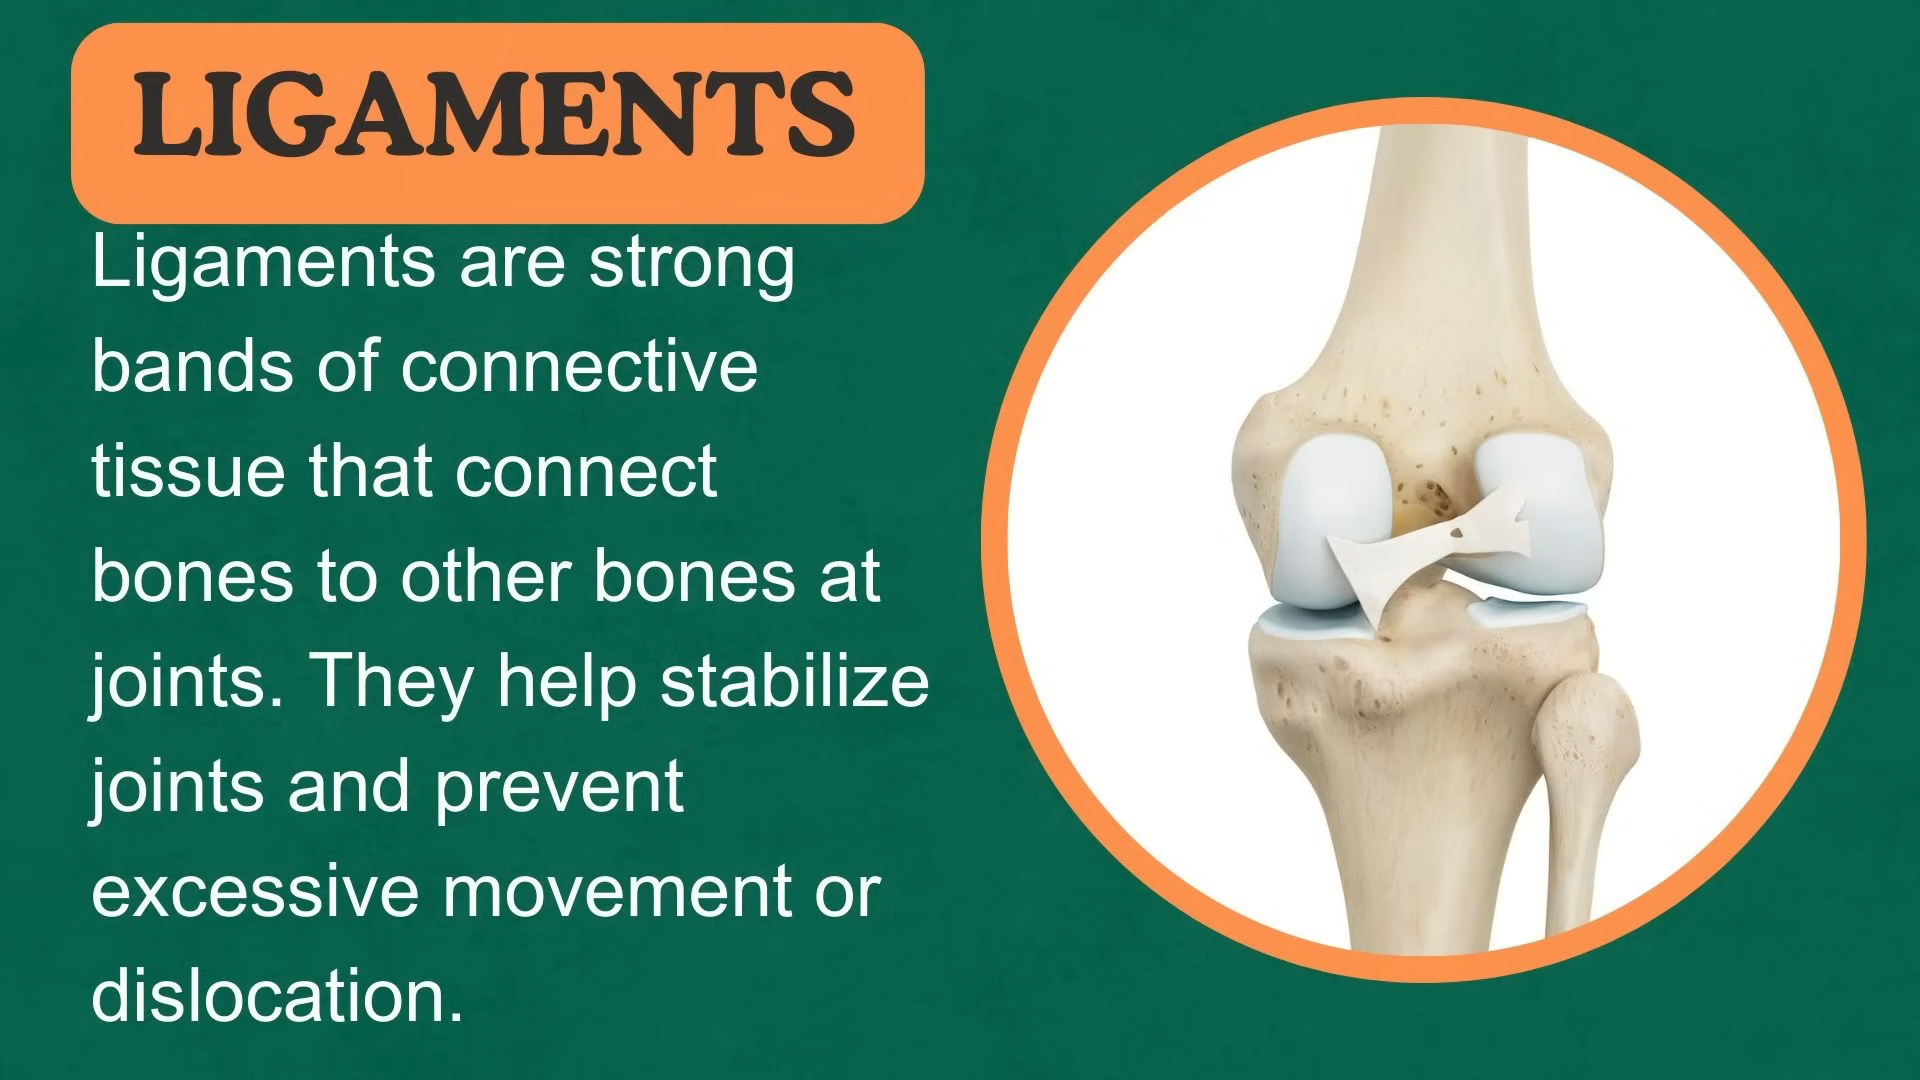 LIGAMENTS
Ligaments are strong
bands of connective
tissue that connect
bones to other bones at
joints. They help stabilize
joints and prevent
excessive movement or
dislocation.